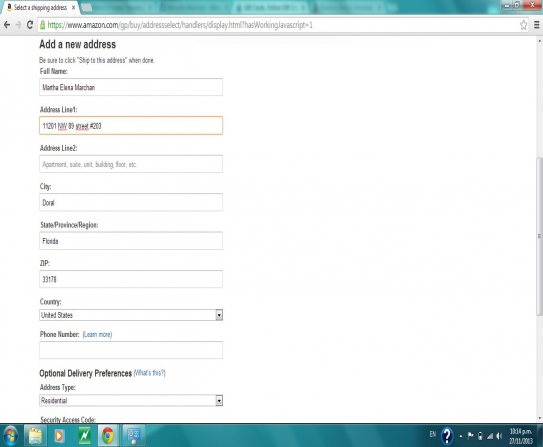 Select a shipping address
https://www.amazon.com/gp/buy/addressselect/handlers/display.html?hasWorkingJavascript=1
Add a new address
Be sure to click "Ship to this address" when done.
Full Name:
Martha Elena Marchan
Address Line1:
11201 NW 89 street #203
Address Line2:
Apartment, suite, unit, building, floor, etc.
City:
Doral
State/Province/Region:
Florida
ZIP:
33178
Country:
United States
Phone Number: (Learn more)
Optional Delivery Preferences (What's this?)
Address Type:
Residential
Security Access Code:
EN
10:14 p.m.
27/11/2013